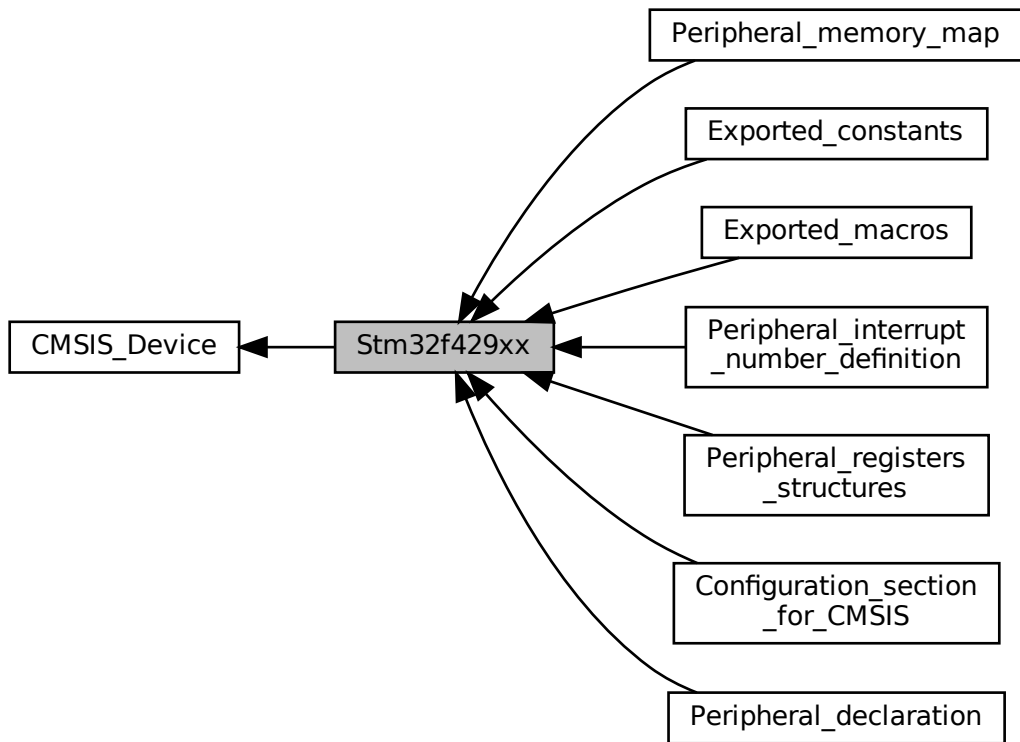 Peripheral_memory_map
Exported_constants
Exported_macros
CMSIS_Device
Stm32f429xx
Peripheral_interrupt
_number_definition
Peripheral_registers
_structures
Configuration_section
_for_CMSIS
Peripheral_declaration